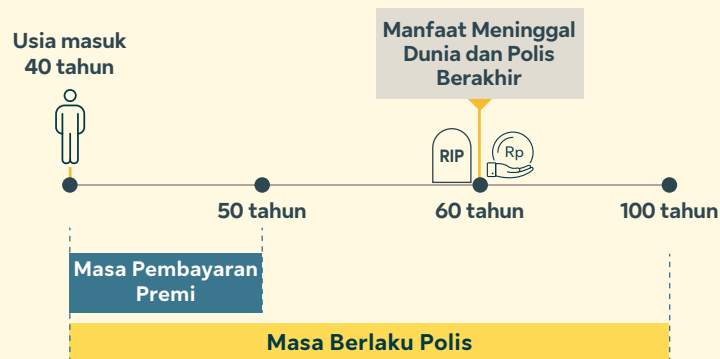 Usia masuk
40 tahun
Manfaat Meninggal
Dunia dan Polis
Berakhir
RIP
Rp
50 tahun
60 tahun
100 tahun
Masa Pembayaran
Premi
Masa Berlaku Polis